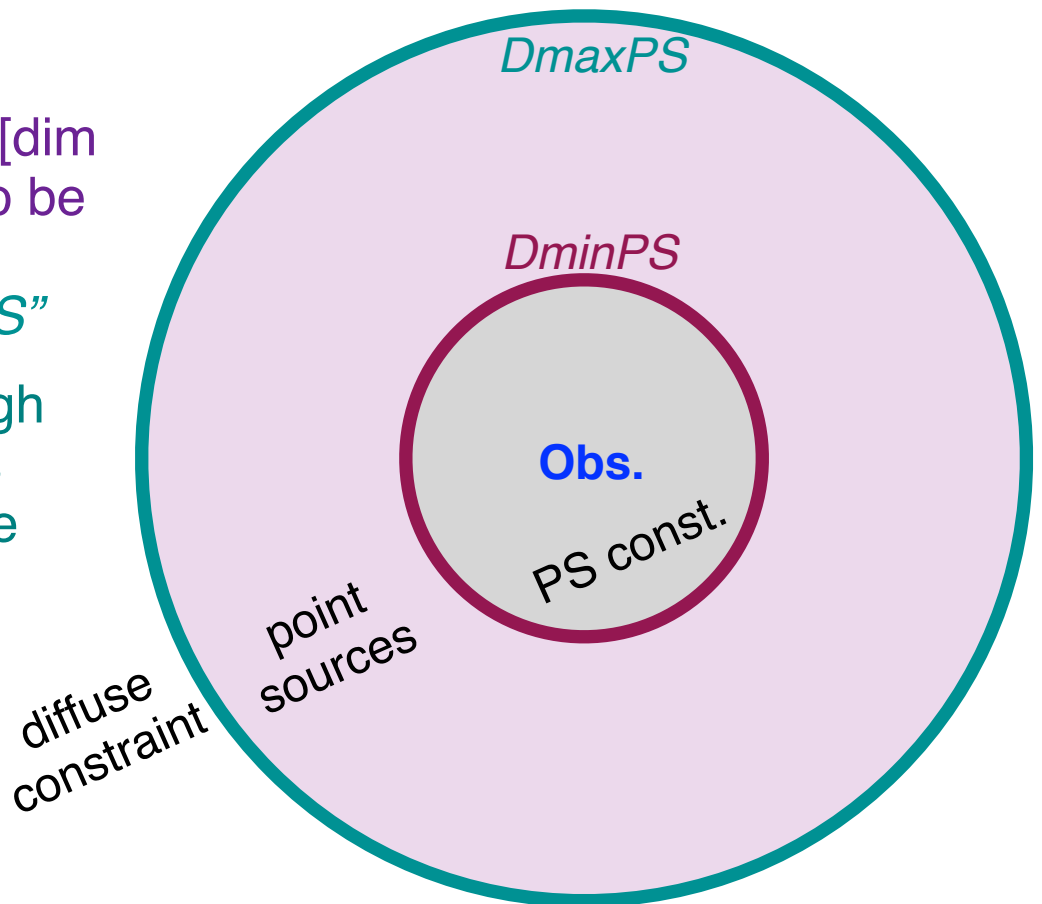 [dim
o be
S”
gh
e
DmaxPS
DminPS
Obs.
PS const.
point
sources
diffuse
constraint